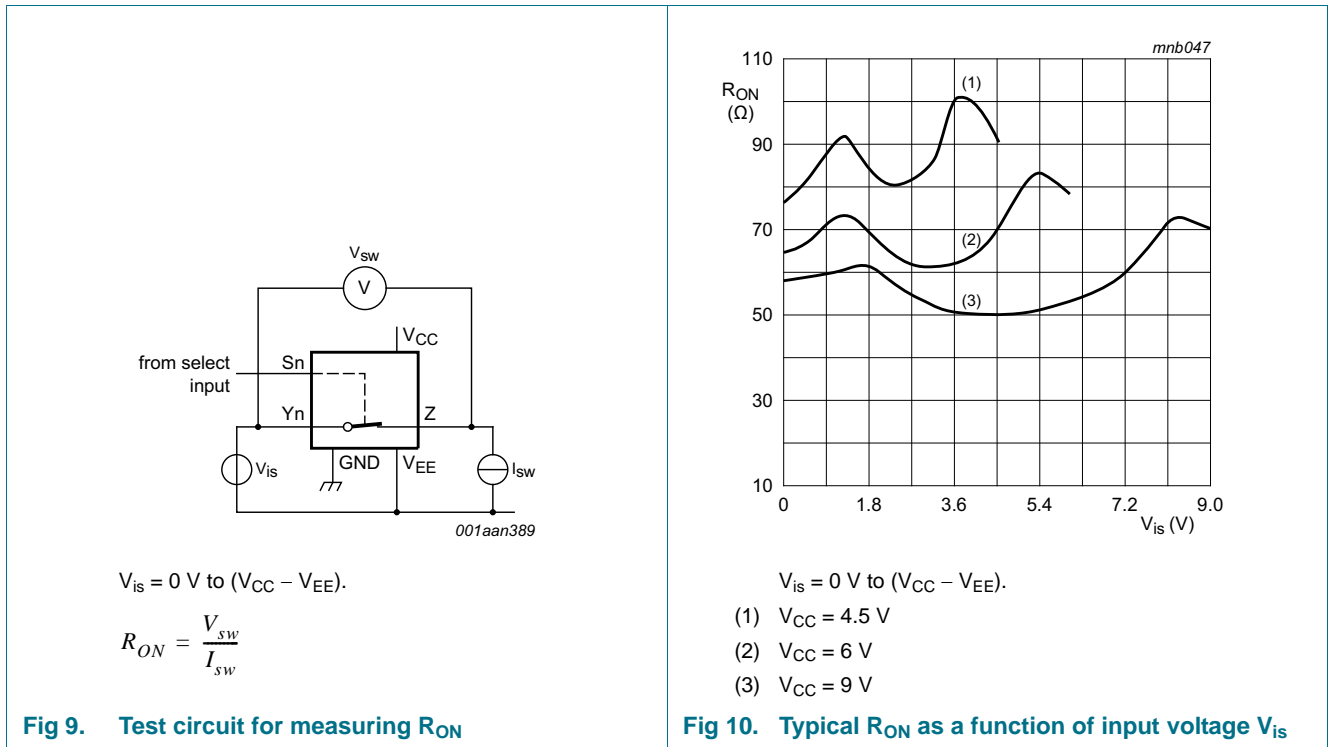 V_SW
V
V_CC
from select
input
Sn
Yn
Z
V_is
GND
V_EE
I_sw
001aan389
V_is = 0 V to (V_CC − V_EE).
R_ON = V_sw / I_sw
Fig 9. Test circuit for measuring R_ON
mnb047
110
R_ON
(Ω)
90
70
50
30
10
(1)
(2)
(3)
0 1.8 3.6 5.4 7.2 9.0
V_is (V)
V_is = 0 V to (V_CC − V_EE).
(1) V_CC = 4.5 V
(2) V_CC = 6 V
(3) V_CC = 9 V
Fig 10. Typical R_ON as a function of input voltage V_is